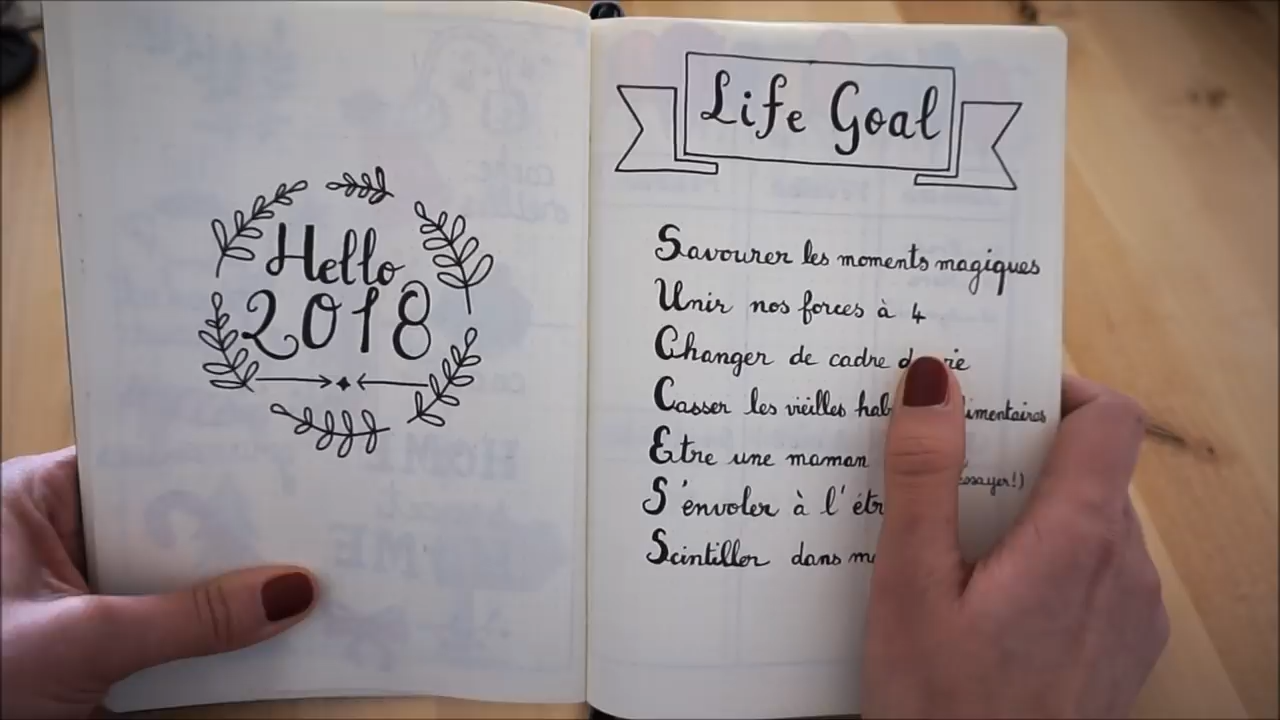 Hello
2018
Life Goal
Savourer les moments magiques
Unir nos forces à 4
Changer de cadre
Casser les vieilles
Etre une maman
essayer!)
S'envoler à l'
Scintiller dans